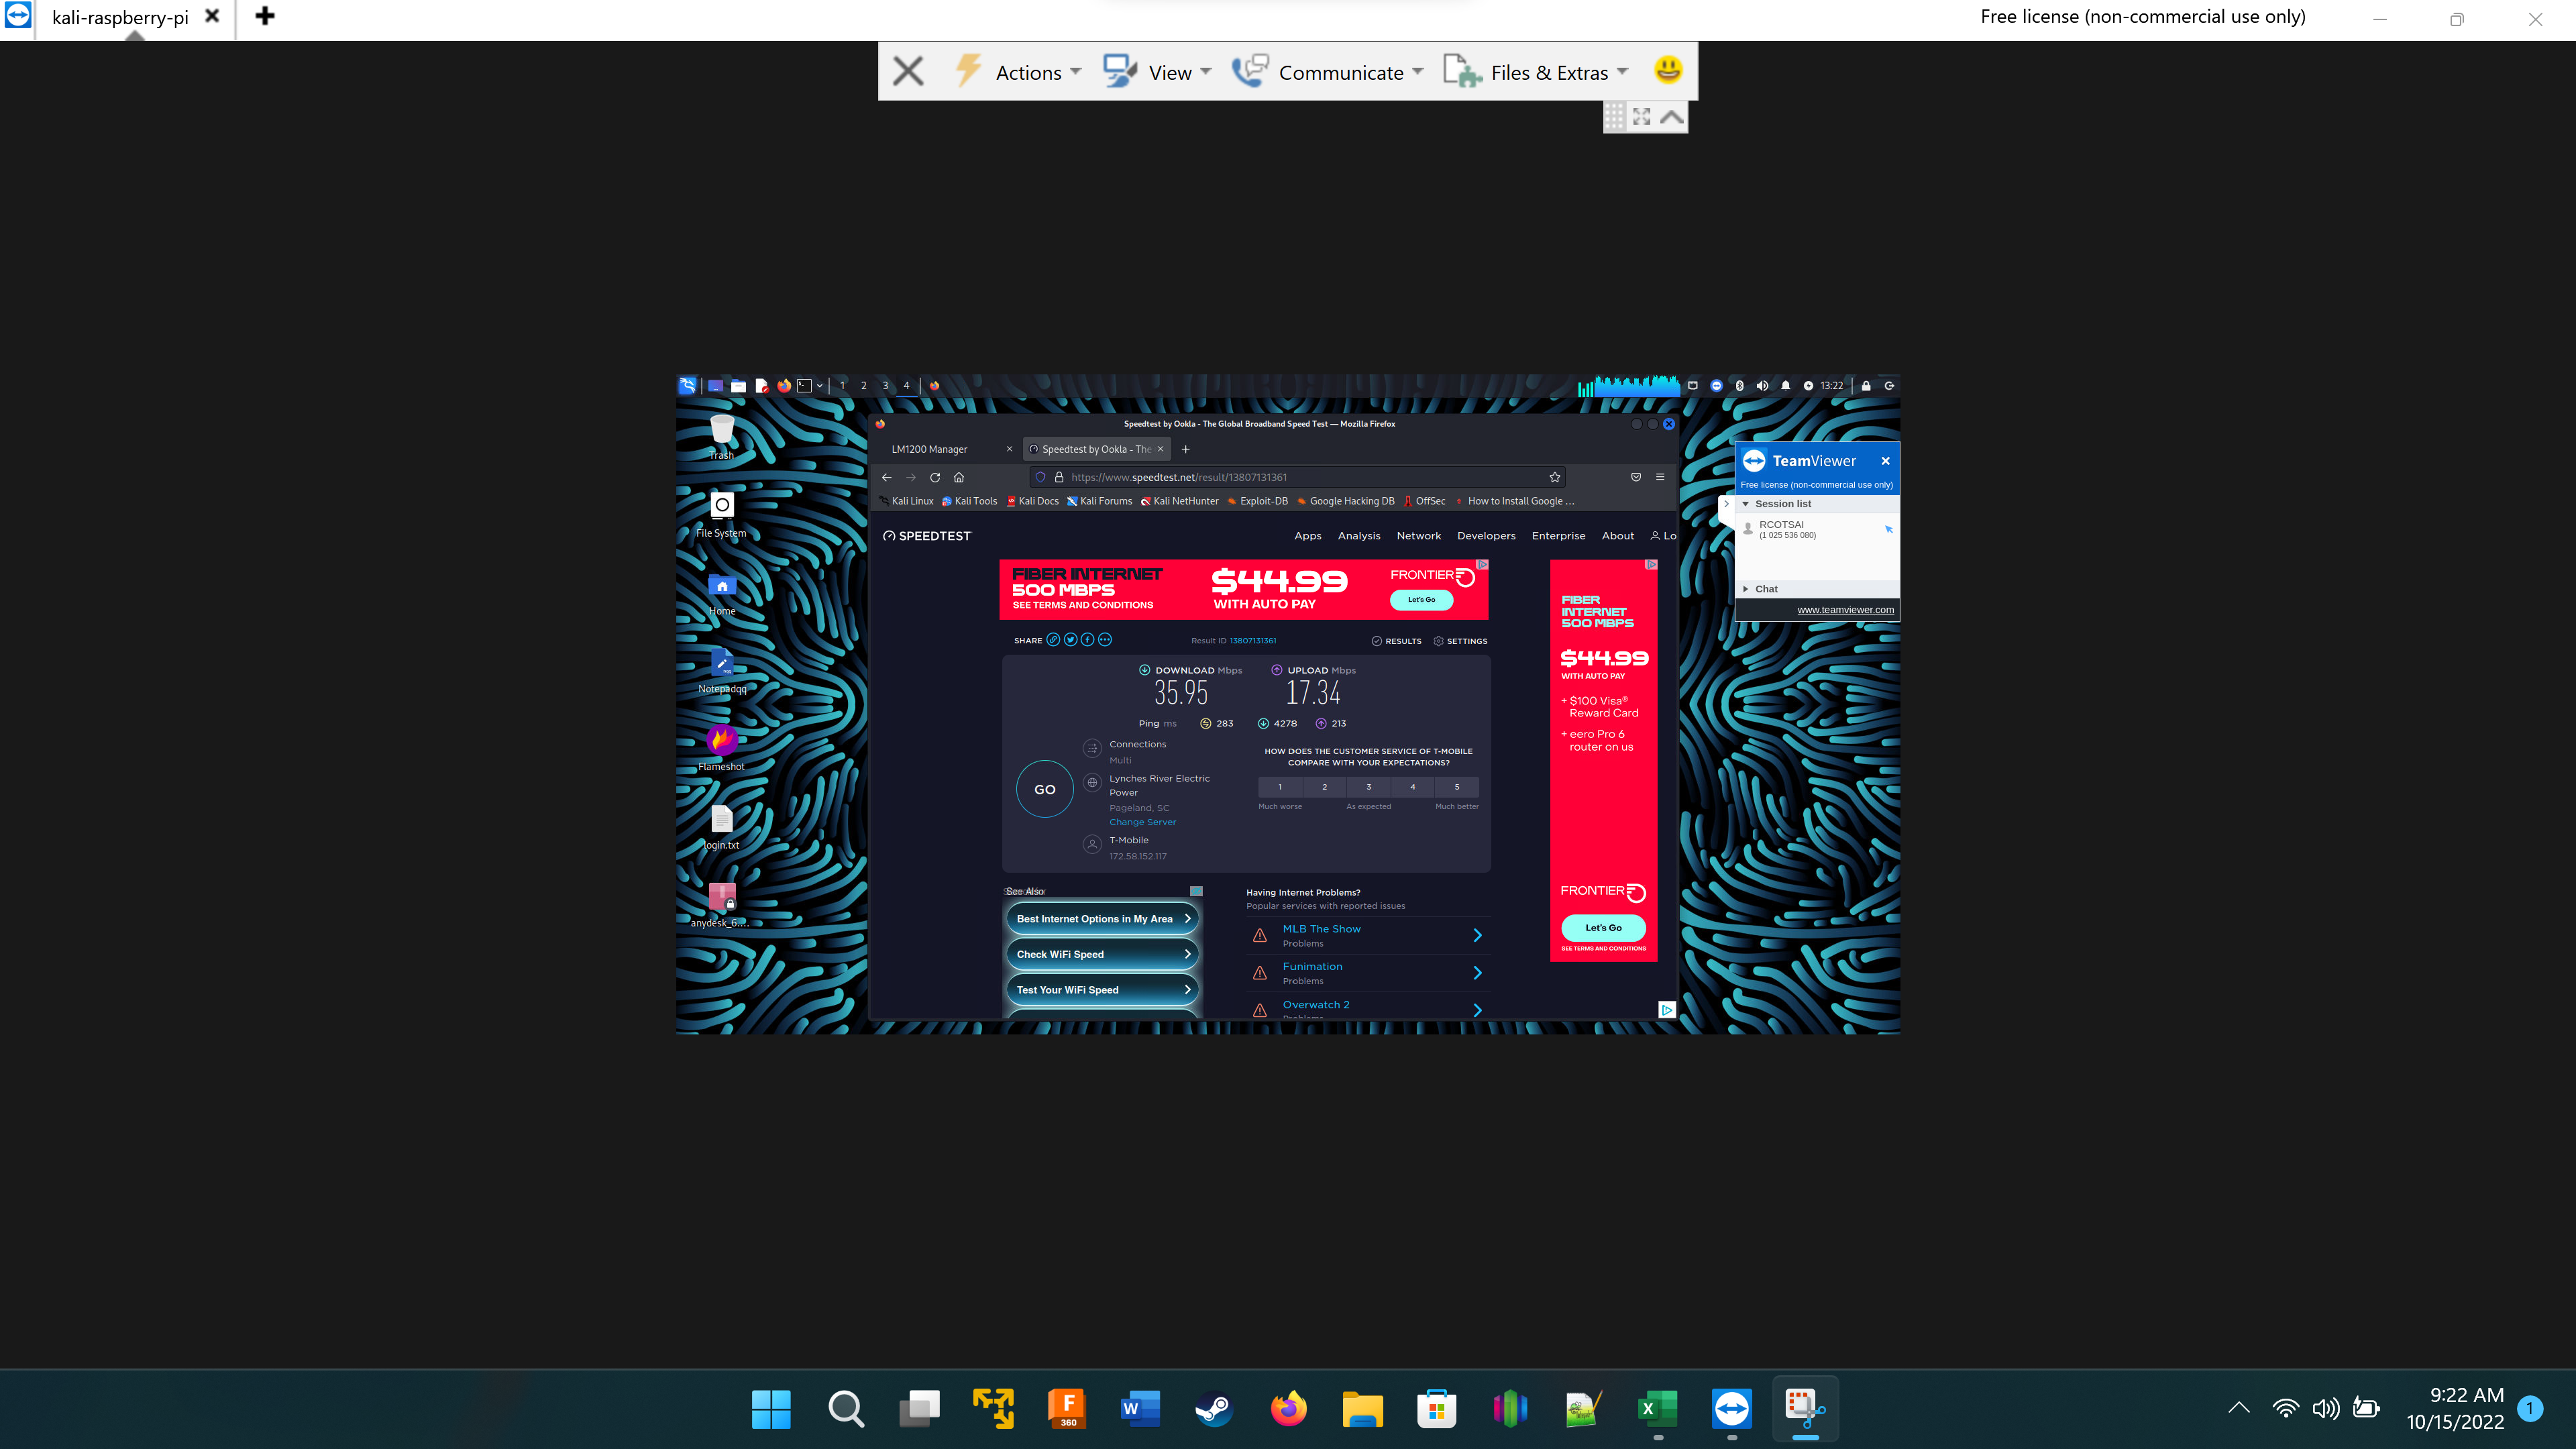 kali-raspberry-pi
Free license (non-commercial use only)
Actions
View
Communicate
Files & Extras
1 2 3 4
13:22
Trash
File System
Home
Notepadqq
Flameshot
login.txt
anydesk_6....
Speedtest by Ookla - The Global Broadband Speed Test — Mozilla Firefox
LM1200 Manager
Speedtest by Ookla - The
https://www.speedtest.net/result/13807131361
Kali Linux Kali Tools Kali Docs Kali Forums Kali NetHunter Exploit-DB Google Hacking DB OffSec How to Install Google ...
SPEEDTEST
Apps Analysis Network Developers Enterprise About Lo
FIBER INTERNET
500 MBPS
SEE TERMS AND CONDITIONS
$44.99
WITH AUTO PAY
FRONTIER
Let's Go
SHARE
Result ID 13807131361
RESULTS SETTINGS
DOWNLOAD Mbps
35.95
UPLOAD Mbps
17.34
Ping ms 283 4278 213
GO
Connections
Multi
Lynches River Electric
Power
Pageland, SC
Change Server
T-Mobile
172.58.152.117
HOW DOES THE CUSTOMER SERVICE OF T-MOBILE
COMPARE WITH YOUR EXPECTATIONS?
1 2 3 4 5
Much worse As expected Much better
See Also
Best Internet Options in My Area
Check WiFi Speed
Test Your WiFi Speed
Having Internet Problems?
Popular services with reported issues
MLB The Show
Problems
Funimation
Problems
Overwatch 2
Problems
FIBER
INTERNET
500 MBPS
$44.99
WITH AUTO PAY
+ $100 Visa®
Reward Card
+ eero Pro 6
router on us
FRONTIER
Let's Go
SEE TERMS AND CONDITIONS
TeamViewer
Free license (non-commercial use only)
Session list
RCOTSAI
(1 025 536 080)
Chat
www.teamviewer.com
F
360
W
X
9:22 AM
10/15/2022
1